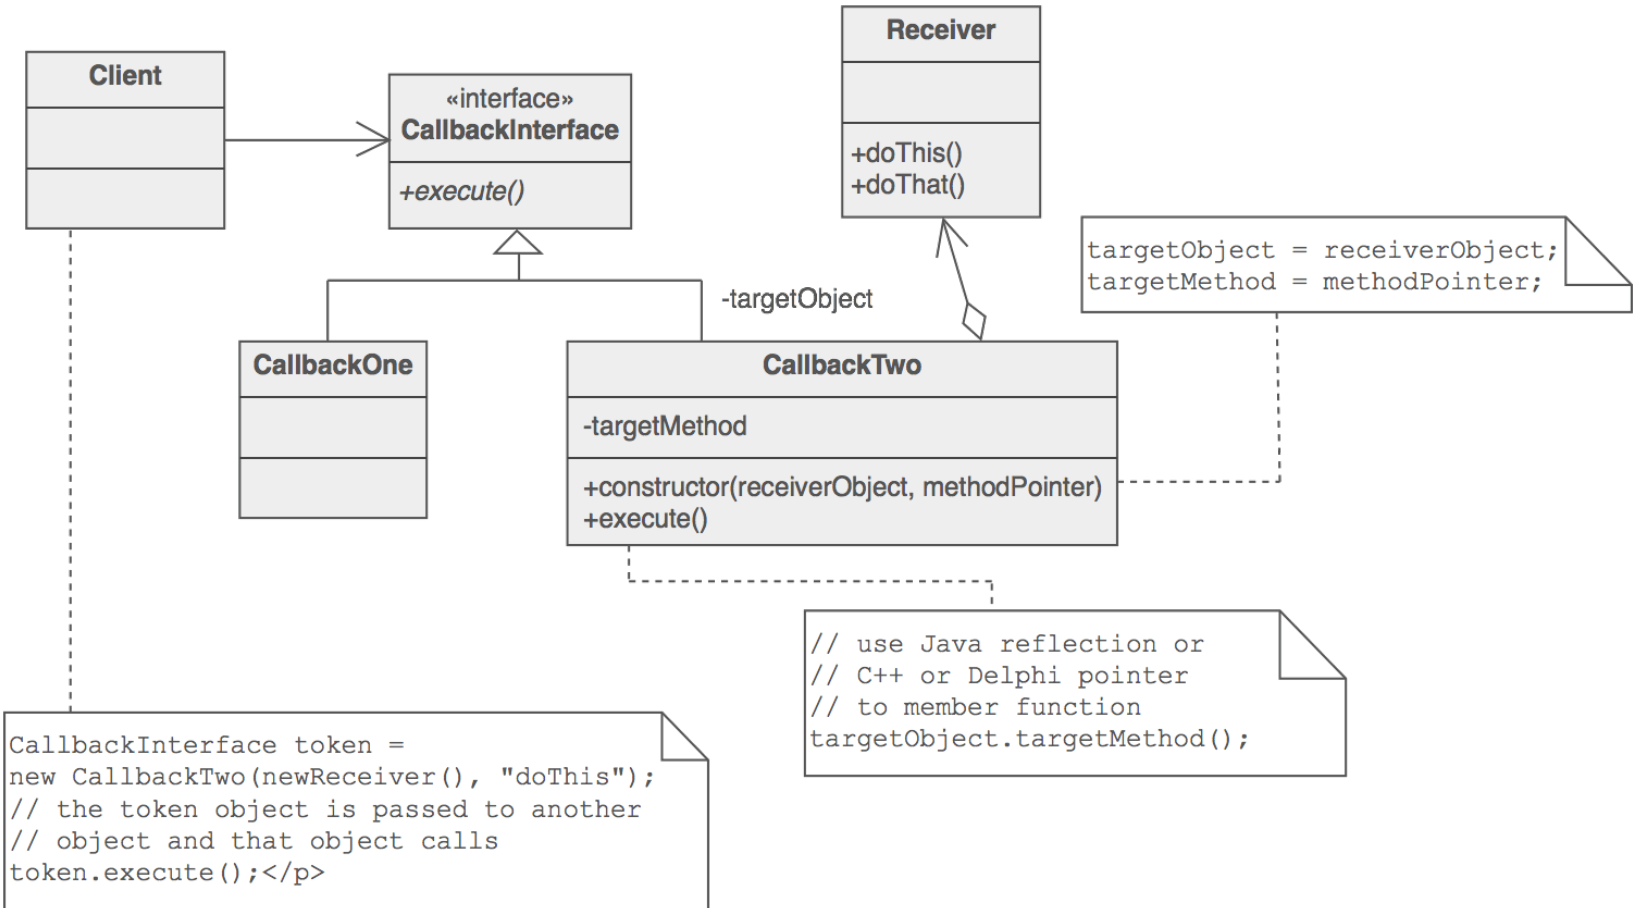 Client
«interface»
CallbackInterface
+execute()
Receiver
+doThis()
+doThat()
targetObject = receiverObject;
targetMethod = methodPointer;
-targetObject
CallbackOne
CallbackTwo
-targetMethod
+constructor(receiverObject, methodPointer)
+execute()
// use Java reflection or
// C++ or Delphi pointer
// to member function
targetObject.targetMethod();
CallbackInterface token =
new CallbackTwo(newReceiver(), "doThis");
// the token object is passed to another
// object and that object calls
token.execute();</p>